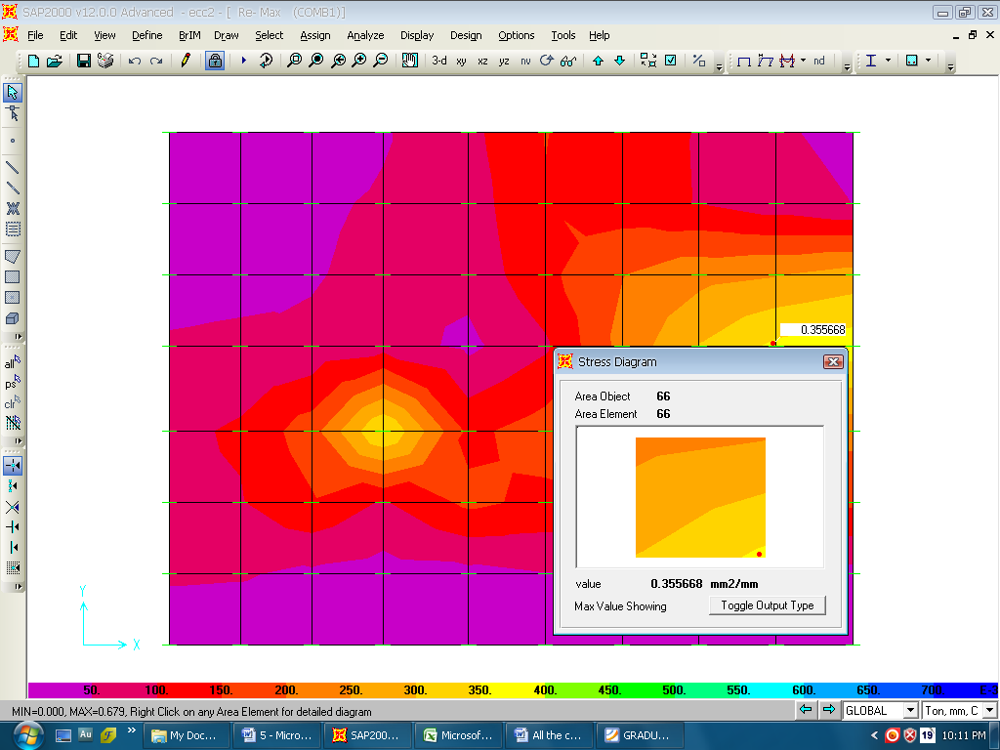 SAP2000 v12.0.0 Advanced - ecc2 - [ Re- Max (COMB1)]
File Edit View Define BrIM Draw Select Assign Analyze Display Design Options Tools Help
3-d xy xz yz nv nd
all
ps
clr
0.355668
Stress Diagram
Area Object 66
Area Element 66
value 0.355668 mm2/mm
Max Value Showing Toggle Output Type
Y
X
50. 100. 150. 200. 250. 300. 350. 400. 450. 500. 550. 600. 650. 700. 750. E-3
MIN=0.000, MAX=0.679, Right Click on any Area Element for detailed diagram GLOBAL Ton, m, C
Au My Doc... 5 - Micro... SAP200... Microsof... All the c... GRADU... 19 10:11 PM